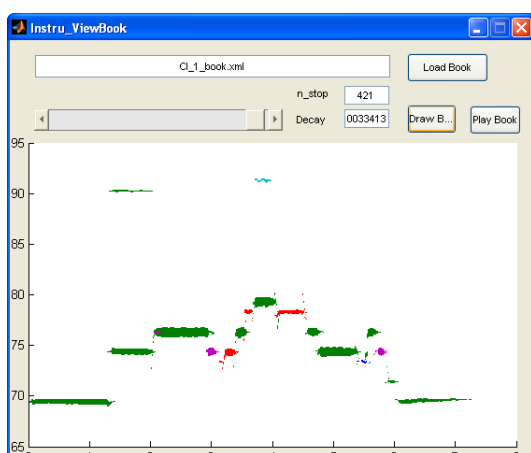 Instru_ViewBook
Cl_1_book.xml
Load Book
n_stop
421
Decay
0033413
Draw B...
Play Book
95
90
85
80
75
70
65